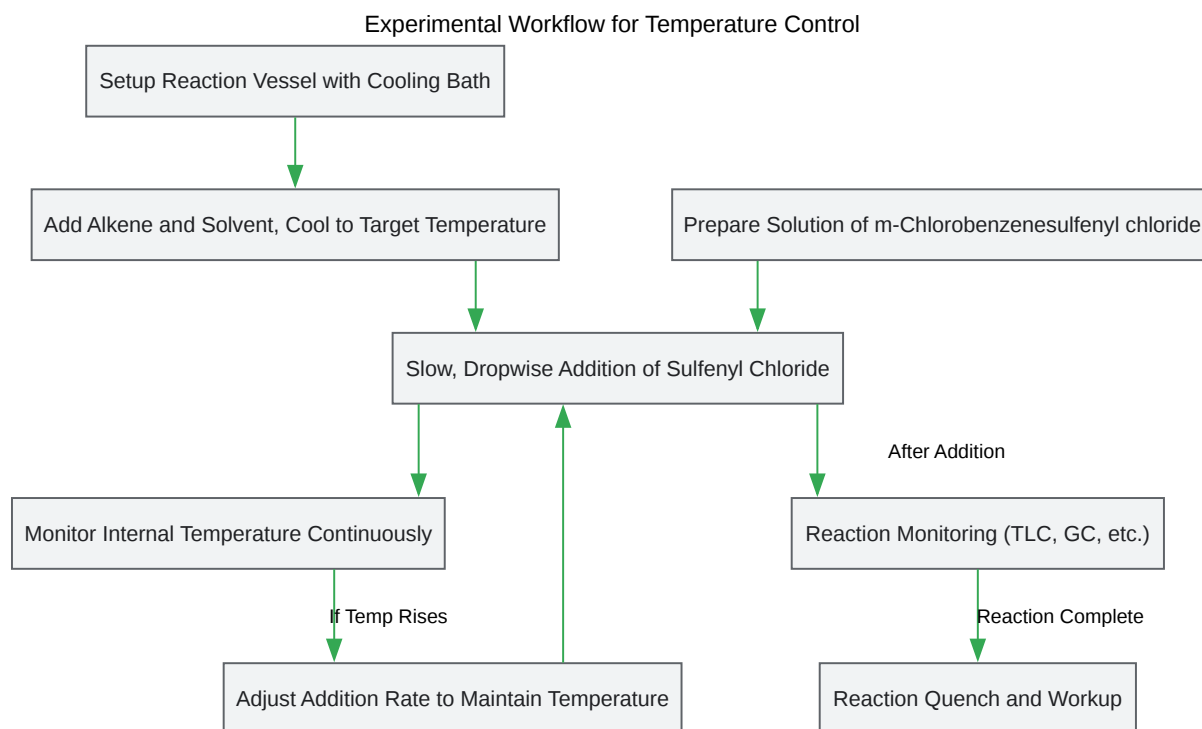 Experimental Workflow for Temperature Control
Setup Reaction Vessel with Cooling Bath
Add Alkene and Solvent, Cool to Target Temperature
Prepare Solution of m-Chlorobenzenesulfenyl chloride
Slow, Dropwise Addition of Sulfenyl Chloride
After Addition
Monitor Internal Temperature Continuously
Reaction Monitoring (TLC, GC, etc.)
If Temp Rises
Reaction Complete
Adjust Addition Rate to Maintain Temperature
Reaction Quench and Workup